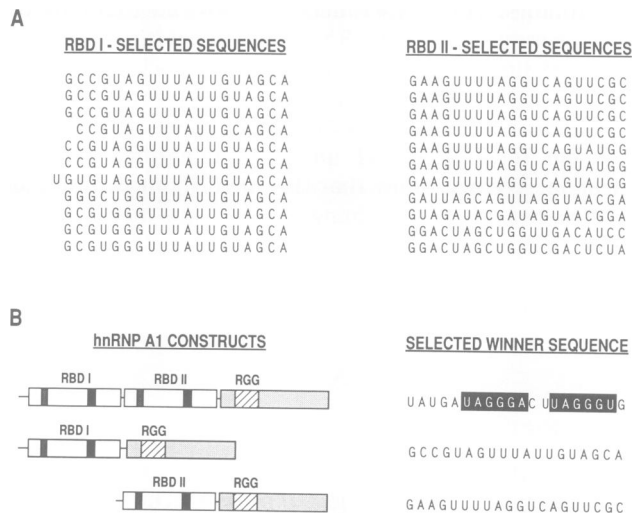 A
RBD I - SELECTED SEQUENCES
GCCGUAGUUUAUUGUAGCA
GCCGUAGUUUAUUGUAGCA
GCCGUAGUUUAUUGUAGCA
CCGUAGUUUAUUGCAGCA
CCGUAGGUUUAUUGUAGCA
CCGUAGGUUUAUUGUAGCA
UGUGUAGGUUUAUUGUAGCA
GGGCUGGUUUAUUGUAGCA
GCGUGGGUUUAUUGUAGCA
GCGUGGGUUUAUUGUAGCA
GCGUGGGUUUAUUGUAGCA
RBD II - SELECTED SEQUENCES
GAAGUUUUAGGUCAGUUCGC
GAAGUUUUAGGUCAGUUCGC
GAAGUUUUAGGUCAGUUCGC
GAAGUUUUAGGUCAGUUCGC
GAAGUUUUAGGUCAGUAUGG
GAAGUUUUAGGUCAGUAUGG
GAAGUUUUAGGUCAGUAUGG
GAUUAGCAGUUAGGUAACGA
GUAGAUACGAUAGUAACGGA
GGACUAGCUGGUUGACAUCC
GGACUAGCUGGUCGACUCUA
B
hnRNP A1 CONSTRUCTS
RBD I RBD II RGG
RBD I RGG
RBD II RGG
SELECTED WINNER SEQUENCE
UAUGAUAGGGACUUAGGGUG
GCCGUAGUUUAUUGUAGCA
GAAGUUUUAGGUCAGUUCGC